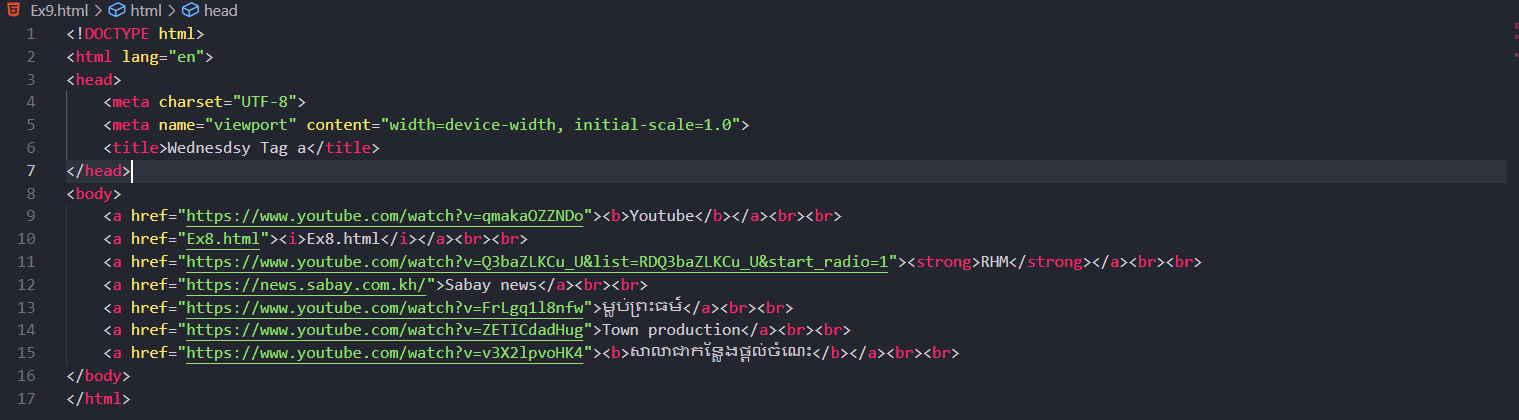 Ex9.html > html > head
1 <!DOCTYPE html>
2 <html lang="en">
3 <head>
4 <meta charset="UTF-8">
5 <meta name="viewport" content="width=device-width, initial-scale=1.0">
6 <title>Wednesdsy Tag a</title>
7 </head>
8 <body>
9 <a href="https://www.youtube.com/watch?v=qmakaOZZNDo"><b>Youtube</b></a><br><br>
10 <a href="Ex8.html"><i>Ex8.html</i></a><br><br>
11 <a href="https://www.youtube.com/watch?v=Q3baZLKCu_U&list=RDQ3baZLKCu_U&start_radio=1"><strong>RHM</strong></a><br><br>
12 <a href="https://news.sabay.com.kh/">Sabay news</a><br><br>
13 <a href="https://www.youtube.com/watch?v=FrLgq1l8nfw">ម្លប់ព្រះធម៍</a><br><br>
14 <a href="https://www.youtube.com/watch?v=ZETICdadHug">Town production</a><br><br>
15 <a href="https://www.youtube.com/watch?v=v3X2lpvoHK4"><b>សាលាជាកន្លែងផ្ដល់ចំណេះ</b></a><br><br>
16 </body>
17 </html>